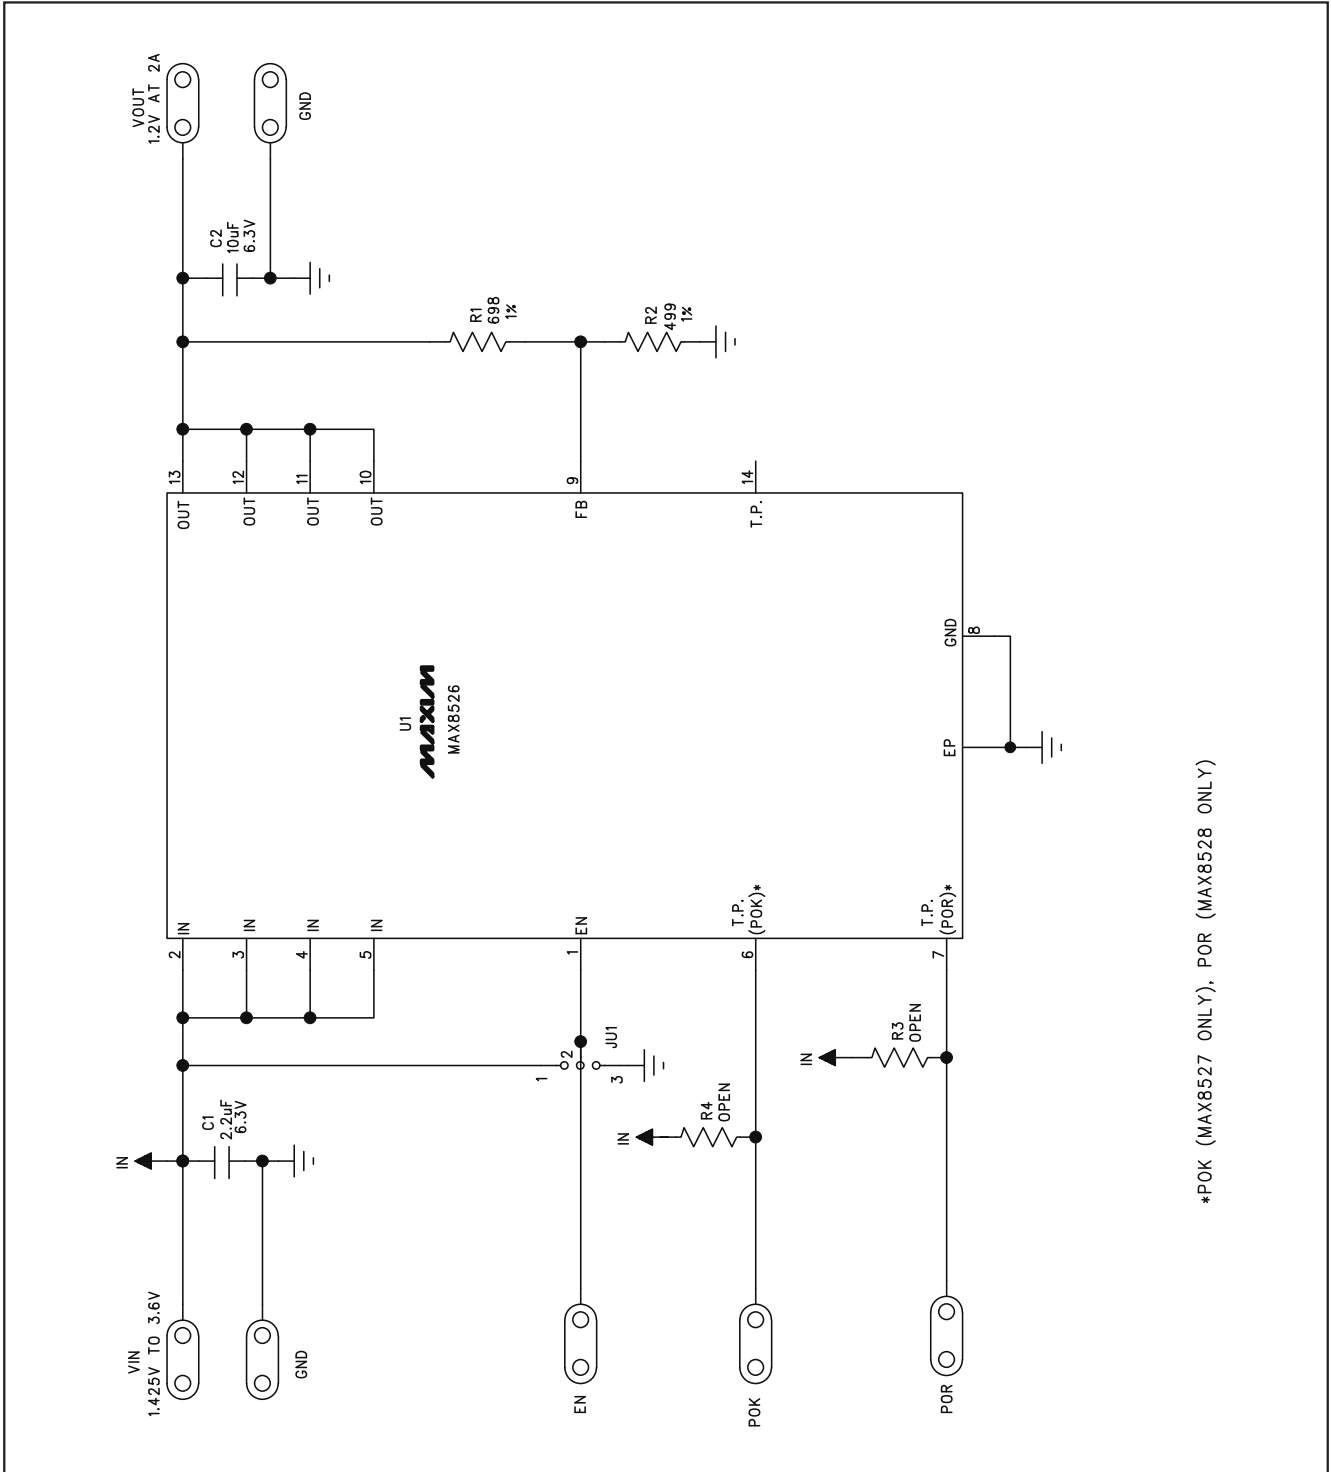 VIN
1.425V TO 3.6V
GND
IN
C1
2.2uF
6.3V
2
IN
3
IN
4
IN
5
IN
1
2
3
JU1
EN
1
EN
IN
R4
OPEN
POK
6
T.P.
(POK)*
IN
R3
OPEN
POR
7
T.P.
(POR)*
U1
MAXIM
MAX8526
EP
GND
8
OUT
13
OUT
12
OUT
11
OUT
10
FB
9
T.P.
14
R1
698
1%
R2
499
1%
C2
10uF
6.3V
VOUT
1.2V AT 2A
GND
*POK (MAX8527 ONLY), POR (MAX8528 ONLY)